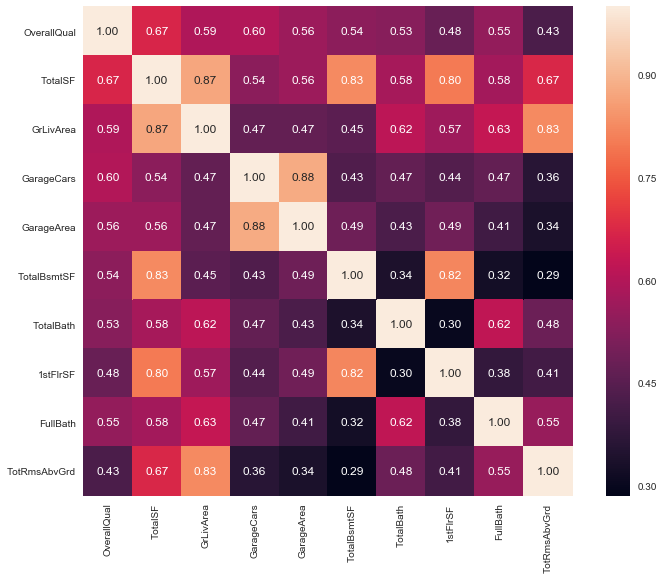 OverallQual 1.00 0.67 0.59 0.60 0.56 0.54 0.53 0.48 0.55 0.43
TotalSF 0.67 1.00 0.87 0.54 0.56 0.83 0.58 0.80 0.58 0.67
GrLivArea 0.59 0.87 1.00 0.47 0.47 0.45 0.62 0.57 0.63 0.83
GarageCars 0.60 0.54 0.47 1.00 0.88 0.43 0.47 0.44 0.47 0.36
GarageArea 0.56 0.56 0.47 0.88 1.00 0.49 0.43 0.49 0.41 0.34
TotalBsmtSF 0.54 0.83 0.45 0.43 0.49 1.00 0.34 0.82 0.32 0.29
TotalBath 0.53 0.58 0.62 0.47 0.43 0.34 1.00 0.30 0.62 0.48
1stFlrSF 0.48 0.80 0.57 0.44 0.49 0.82 0.30 1.00 0.38 0.41
FullBath 0.55 0.58 0.63 0.47 0.41 0.32 0.62 0.38 1.00 0.55
TotRmsAbvGrd 0.43 0.67 0.83 0.36 0.34 0.29 0.48 0.41 0.55 1.00
OverallQual
TotalSF
GrLivArea
GarageCars
GarageArea
TotalBsmtSF
TotalBath
1stFlrSF
FullBath
TotRmsAbvGrd
0.90
0.75
0.60
0.45
0.30